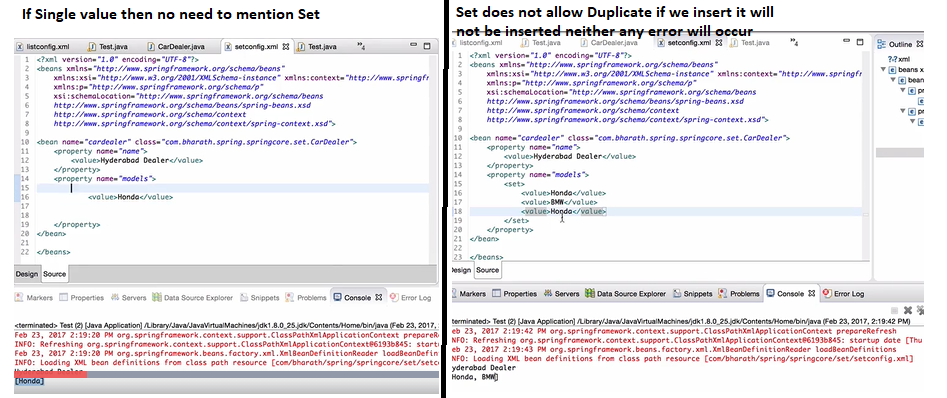 If Single value then no need to mention Set
listconfig.xml Test.java CarDealer.java setconfig.xml Test.java »4
1 <?xml version="1.0" encoding="UTF-8"?>
2 <beans xmlns="http://www.springframework.org/schema/beans"
3 xmlns:xsi="http://www.w3.org/2001/XMLSchema-instance" xmlns:context="http://www.springfr
4 xmlns:p="http://www.springframework.org/schema/p"
5 xsi:schemaLocation="http://www.springframework.org/schema/beans
6 http://www.springframework.org/schema/beans/spring-beans.xsd
7 http://www.springframework.org/schema/context
8 http://www.springframework.org/schema/context/spring-context.xsd">
9
10 <bean name="cardealer" class="com.bharath.spring.springcore.set.CarDealer">
11 <property name="name">
12 <value>Hyderabad Dealer</value>
13 </property>
14 <property name="models">
15
16 <value>Honda</value>
17
18
19 </property>
20 </bean>
21
22 </beans>
Design Source
Markers Properties Servers Data Source Explorer Snippets Problems Console Error Log
<terminated> Test (2) [Java Application] /Library/Java/JavaVirtualMachines/jdk1.8.0_25.jdk/Contents/Home/bin/java (Feb 23, 2017,
Feb 23, 2017 2:19:20 PM org.springframework.context.support.ClassPathXmlApplicationContext prepareR
INFO: Refreshing org.springframework.context.support.ClassPathXmlApplicationContext@6193b845: start
Feb 23, 2017 2:19:20 PM org.springframework.beans.factory.xml.XmlBeanDefinitionReader loadBeanDefin
INFO: Loading XML bean definitions from class path resource [com/bharath/spring/springcore/set/setc
Hyderabad Dealer
[Honda]
Set does not allow Duplicate if we insert it will
not be inserted neither any error will occur
listconfig.xml Test.java CarDealer.java setconfig.xml Test.java »4
Outline
1 <?xml version="1.0" encoding="UTF-8"?>
2 <beans xmlns="http://www.springframework.org/schema/beans"
3 xmlns:xsi="http://www.w3.org/2001/XMLSchema-instance" xmlns:context="http://www.springfr
4 xmlns:p="http://www.springframework.org/schema/p"
5 xsi:schemaLocation="http://www.springframework.org/schema/beans
6 http://www.springframework.org/schema/beans/spring-beans.xsd
7 http://www.springframework.org/schema/context
8 http://www.springframework.org/schema/context/spring-context.xsd">
9
10 <bean name="cardealer" class="com.bharath.spring.springcore.set.CarDealer">
11 <property name="name">
12 <value>Hyderabad Dealer</value>
13 </property>
14 <property name="models">
15 <set>
16 <value>Honda</value>
17 <value>BMW</value>
18 <value>Honda</value>
19 </set>
20 </property>
21 </bean>
22
23 </beans>
?=? xml
beans x
bean
pr
pr
esign Source
Markers Properties Servers Data Source Explorer Snippets Problems Console Error Log
<terminated> Test (2) [Java Application] /Library/Java/JavaVirtualMachines/jdk1.8.0_25.jdk/Contents/Home/bin/java (Feb 23, 2017, 2:19:42 PM)
eb 23, 2017 2:19:42 PM org.springframework.context.support.ClassPathXmlApplicationContext prepareRefresh
NFO: Refreshing org.springframework.context.support.ClassPathXmlApplicationContext@6193b845: startup date [Thu
eb 23, 2017 2:19:43 PM org.springframework.beans.factory.xml.XmlBeanDefinitionReader loadBeanDefinitions
NFO: Loading XML bean definitions from class path resource [com/bharath/spring/springcore/set/setconfig.xml]
yderabad Dealer
Honda, BMW]